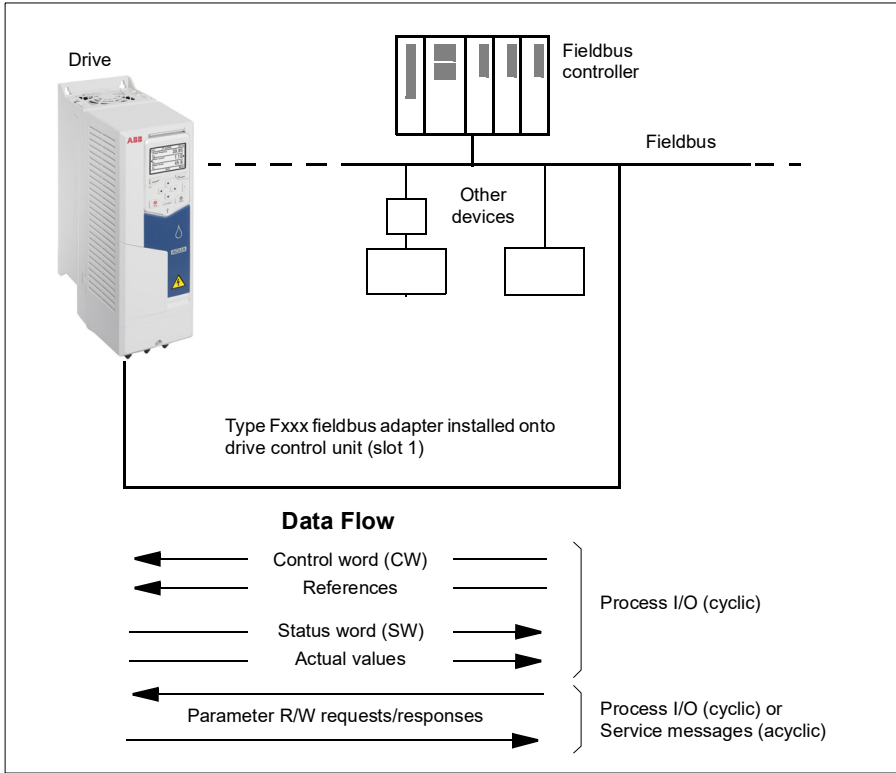 Drive
Fieldbus
controller
ABB
Fieldbus
Other
devices
ACQ580
Type Fxxx fieldbus adapter installed onto
drive control unit (slot 1)
Data Flow
Control word (CW)
References
Process I/O (cyclic)
Status word (SW)
Actual values
Parameter R/W requests/responses
Process I/O (cyclic) or
Service messages (acyclic)